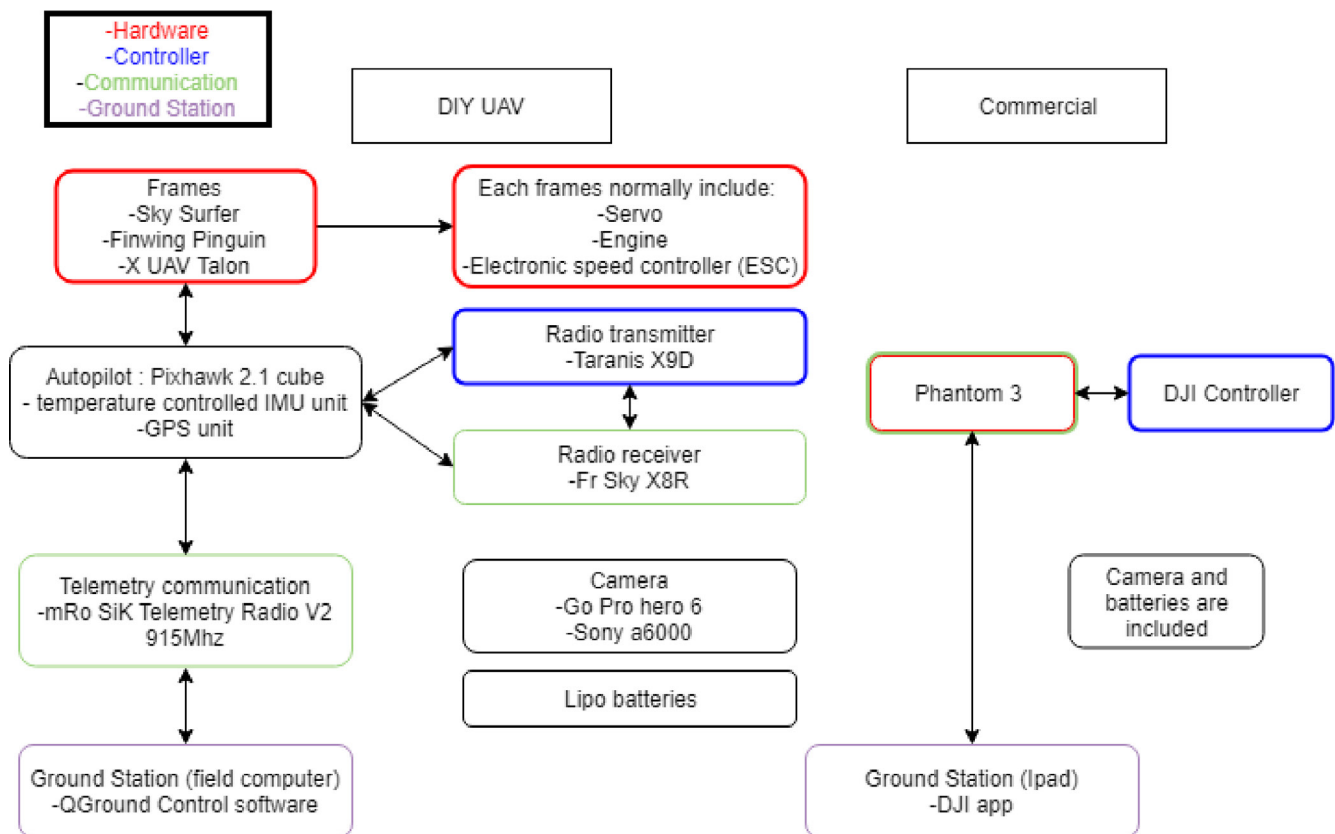 -Hardware
-Controller
-Communication
-Ground Station
DIY UAV
Commercial
Frames
-Sky Surfer
-Finwing Pinguin
-X UAV Talon
Each frames normally include:
-Servo
-Engine
-Electronic speed controller (ESC)
Autopilot : Pixhawk 2.1 cube
- temperature controlled IMU unit
-GPS unit
Radio transmitter
-Taranis X9D
Radio receiver
-Fr Sky X8R
Phantom 3
DJI Controller
Telemetry communication
-mRo SiK Telemetry Radio V2
915Mhz
Camera
-Go Pro hero 6
-Sony a6000
Lipo batteries
Camera and
batteries are
included
Ground Station (field computer)
-QGround Control software
Ground Station (Ipad)
-DJI app